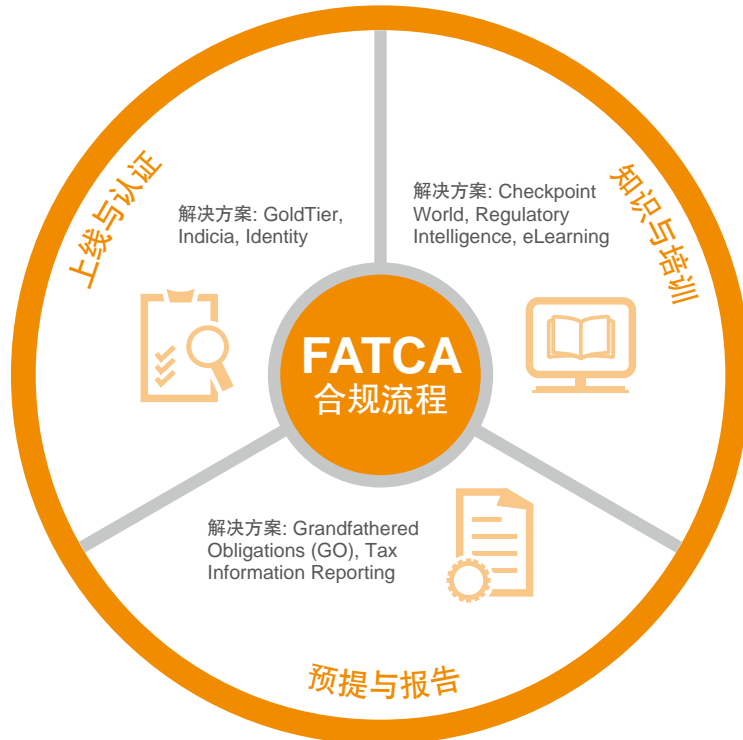 上线与认证
解决方案: GoldTier,
Indicia, Identity
知识与培训
解决方案: Checkpoint
World, Regulatory
Intelligence, eLearning
FATCA
合规流程
解决方案: Grandfathered
Obligations (GO), Tax
Information Reporting
预提与报告